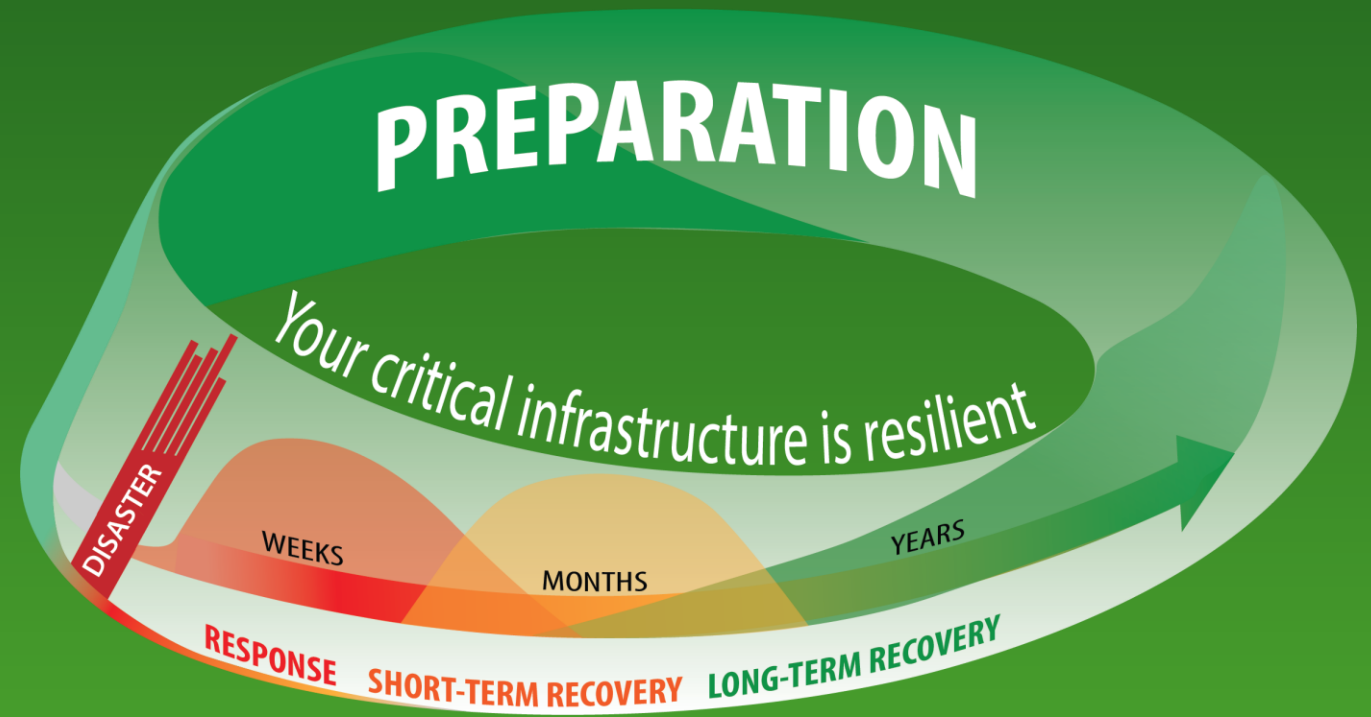 PREPARATION
Your critical infrastructure is resilient
DISASTER
WEEKS
MONTHS
YEARS
RESPONSE
SHORT-TERM RECOVERY
LONG-TERM RECOVERY